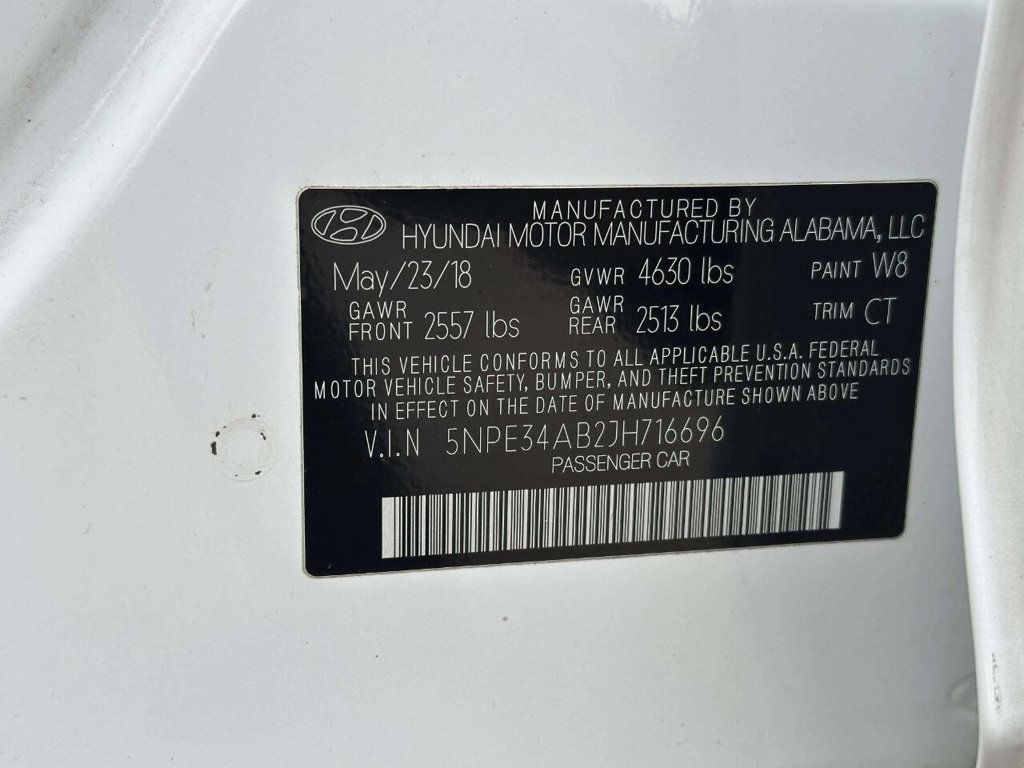 MANUFACTURED BY
HYUNDAI MOTOR MANUFACTURING ALABAMA, LLC
May/23/18 GVWR 4630 lbs PAINT W8
GAWR FRONT 2557 lbs GAWR REAR 2513 lbs TRIM CT
THIS VEHICLE CONFORMS TO ALL APPLICABLE U.S.A. FEDERAL
MOTOR VEHICLE SAFETY, BUMPER, AND THEFT PREVENTION STANDARDS
IN EFFECT ON THE DATE OF MANUFACTURE SHOWN ABOVE
V.I.N 5NPE34AB2JH716696
PASSENGER CAR